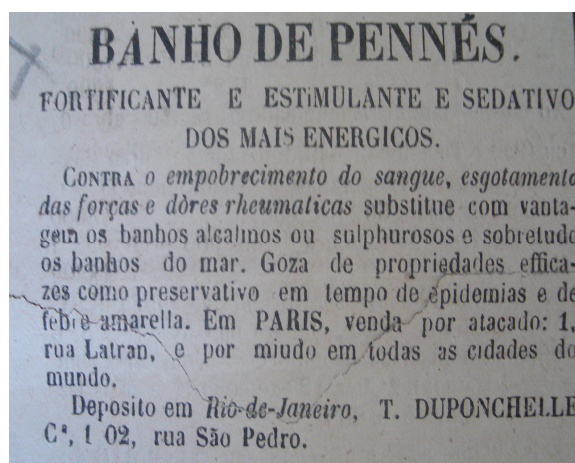 BANHO DE PENNÉS.
FORTIFICANTE E ESTIMULANTE E SEDATIVO
DOS MAIS ENERGICOS.
CONTRA o empobrecimento do sangue, esgotamento
das forças e dòres rheumaticas substitue com vanta-
gem os banhos alcalinos ou sulphurosos e sobretudo
os banhos do mar. Goza de propriedades effica-
zes como preservativo em tempo de epidemias e de
febre amarella. Em PARIS, venda por atacado: 1,
rua Latran, e por miudo em todas as cidades do
mundo.
Deposito em Rio-de-Janeiro, T. DUPONCHELLE
Cª, 1 02, rua São Pedro.